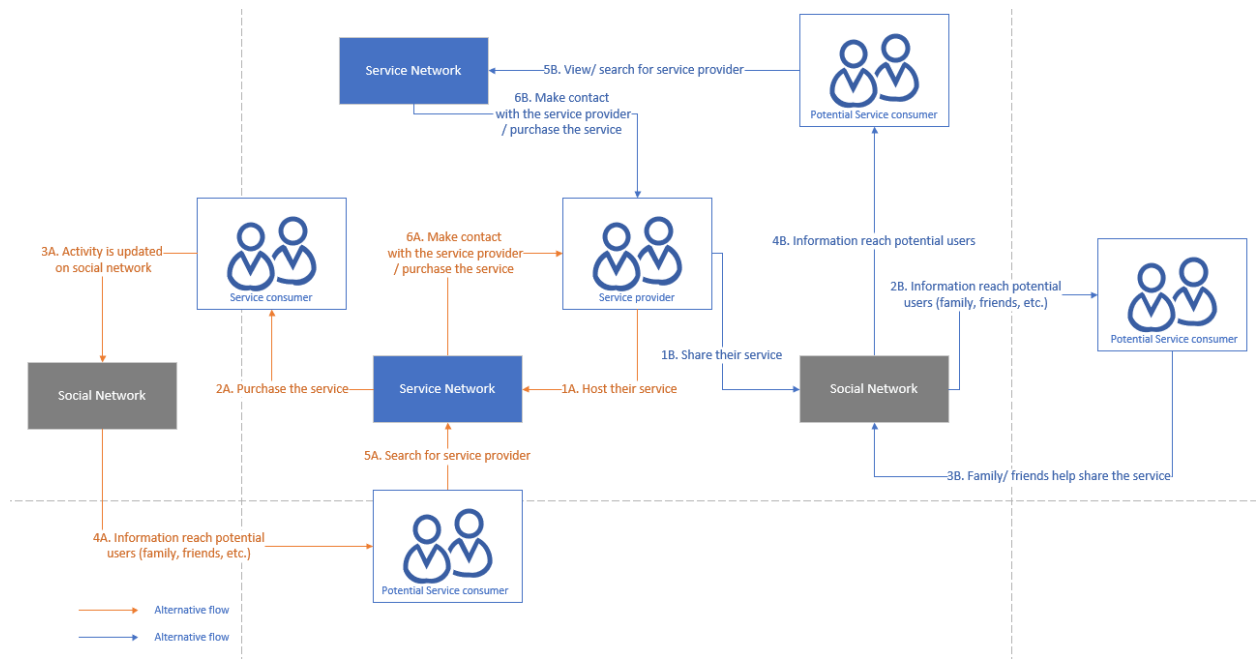 Service Network
5B. View/ search for service provider
Potential Service consumer
6B. Make contact
with the service provider
/ purchase the service
3A. Activity is updated
on social network
Service consumer
6A. Make contact
with the service provider
/ purchase the service
Service provider
4B. Information reach potential users
2B. Information reach potential
users (family, friends, etc.)
Potential Service consumer
1B. Share their service
Social Network
2A. Purchase the service
Service Network
1A. Host their service
Social Network
5A. Search for service provider
3B. Family/ friends help share the service
4A. Information reach potential
users (family, friends, etc.)
Potential Service consumer
Alternative flow
Alternative flow